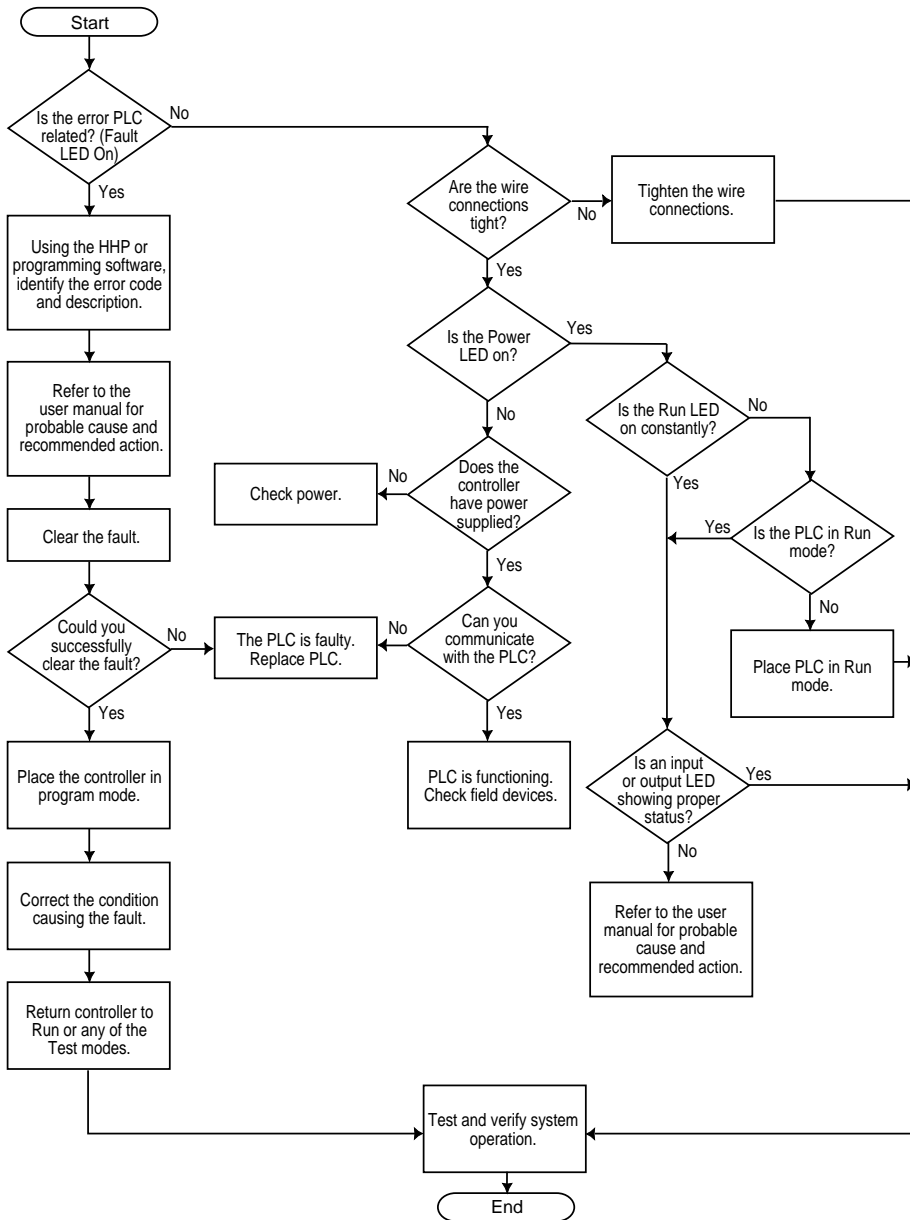 Start
Is the error PLC
related? (Fault
LED On)
No
Yes
Using the HHP or
programming software,
identify the error code
and description.
Refer to the
user manual for
probable cause and
recommended action.
Clear the fault.
Could you
successfully
clear the fault?
No
Yes
Place the controller in
program mode.
Correct the condition
causing the fault.
Return controller to
Run or any of the
Test modes.
Are the wire
connections
tight?
No
Yes
Tighten the wire
connections.
Is the Power
LED on?
Yes
No
Does the
controller
have power
supplied?
No
Yes
Check power.
Can you
communicate
with the PLC?
No
Yes
The PLC is faulty.
Replace PLC.
PLC is functioning.
Check field devices.
Is the Run LED
on constantly?
No
Yes
Is the PLC in Run
mode?
Yes
No
Place PLC in Run
mode.
Is an input
or output LED
showing proper
status?
Yes
No
Refer to the user
manual for probable
cause and
recommended action.
Test and verify system
operation.
End